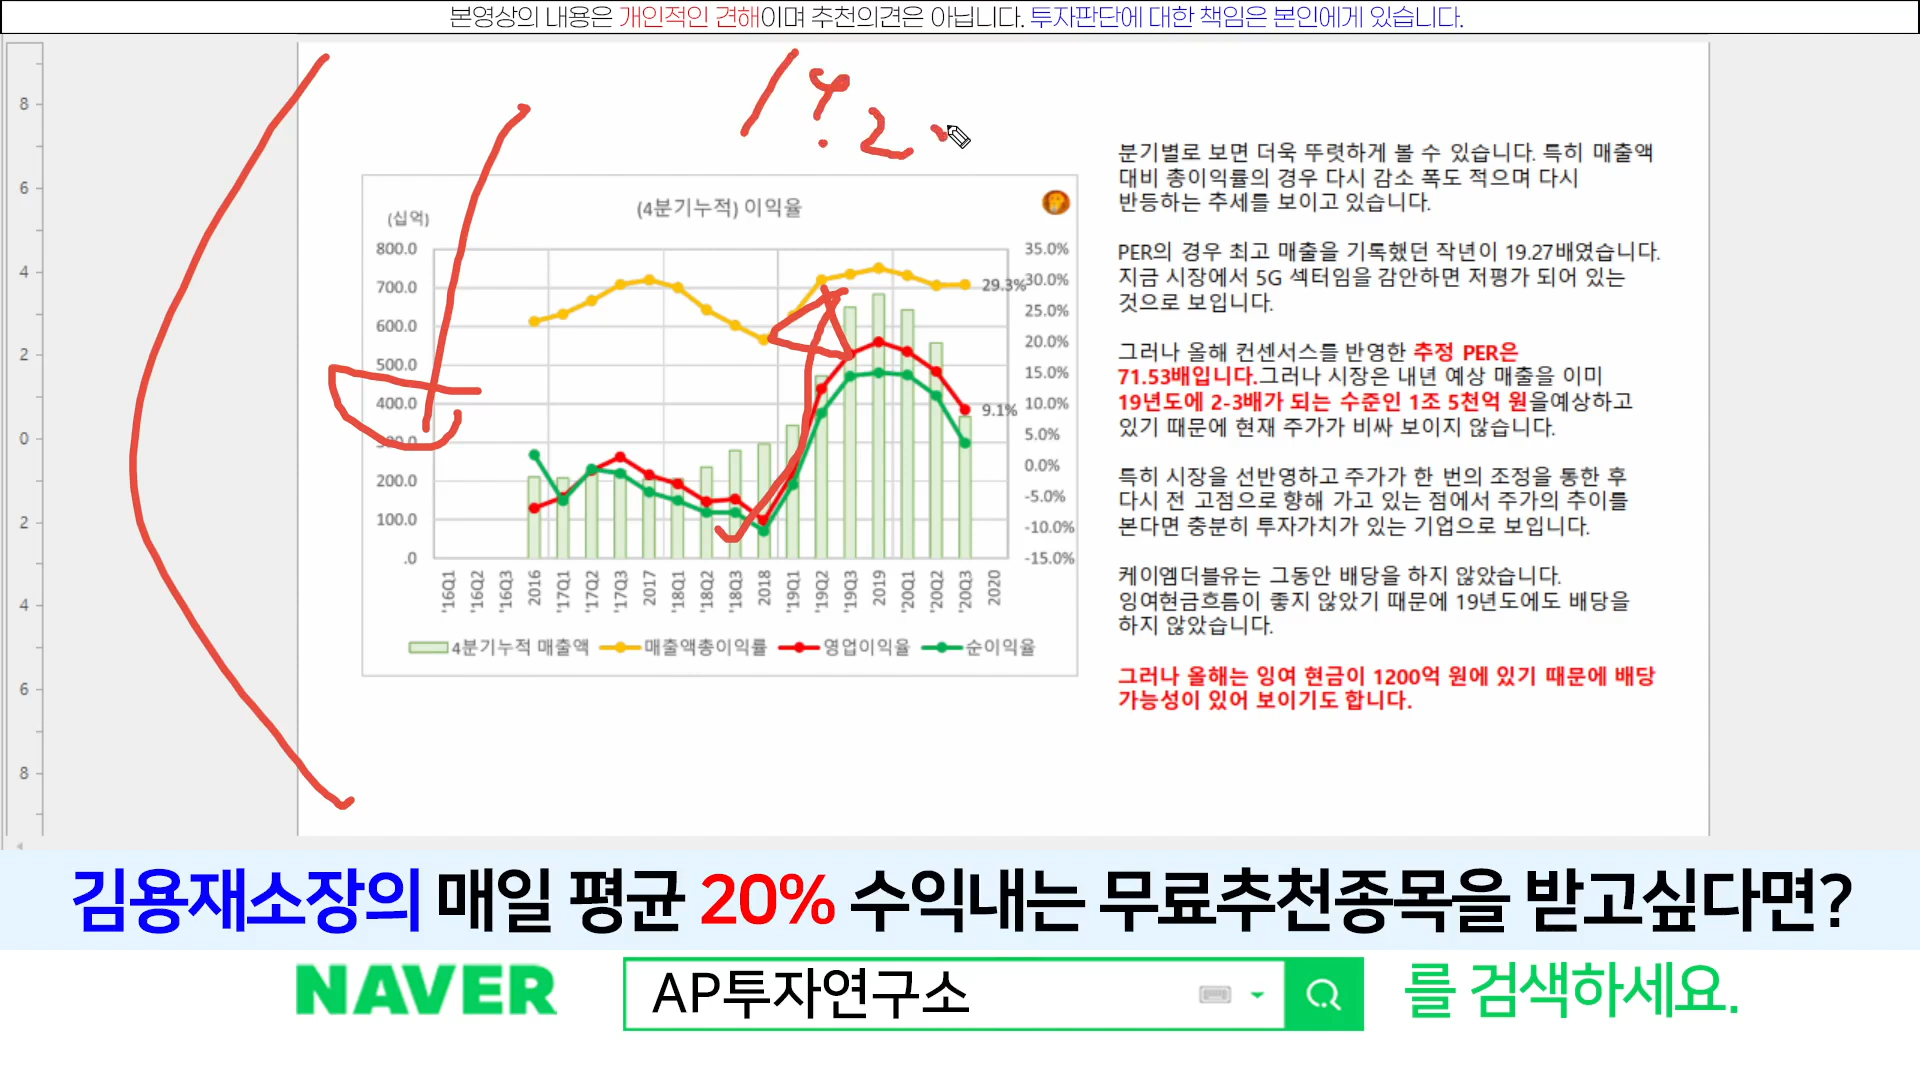 본영상의 내용은 개인적인 견해이며 추천의견은 아닙니다. 투자판단에 대한 책임은 본인에게 있습니다.
8
6
4
2
0
2
4
6
8
19.2
(십억)
(4분기누적) 이익율
800.0
700.0
600.0
500.0
400.0
300.0
200.0
100.0
.0
35.0%
30.0%
25.0%
20.0%
15.0%
10.0%
5.0%
0.0%
-5.0%
-10.0%
-15.0%
29.3%
9.1%
'16Q1
'16Q2
'16Q3
2016
'17Q1
'17Q2
'17Q3
2017
'18Q1
'18Q2
'18Q3
2018
'19Q1
'19Q2
'19Q3
2019
'20Q1
'20Q2
'20Q3
2020
4분기누적 매출액 매출액총이익률 영업이익율 순이익율
분기별로 보면 더욱 뚜렷하게 볼 수 있습니다. 특히 매출액
대비 총이익률의 경우 다시 감소 폭도 적으며 다시
반등하는 추세를 보이고 있습니다.
PER의 경우 최고 매출을 기록했던 작년이 19.27배였습니다.
지금 시장에서 5G 섹터임을 감안하면 저평가 되어 있는
것으로 보입니다.
그러나 올해 컨센서스를 반영한 추정 PER은
71.53배입니다.그러나 시장은 내년 예상 매출을 이미
19년도에 2-3배가 되는 수준인 1조 5천억 원을예상하고
있기 때문에 현재 주가가 비싸 보이지 않습니다.
특히 시장을 선반영하고 주가가 한 번의 조정을 통한 후
다시 전 고점으로 향해 가고 있는 점에서 주가의 추이를
본다면 충분히 투자가치가 있는 기업으로 보입니다.
케이엠더블유는 그동안 배당을 하지 않았습니다.
잉여현금흐름이 좋지 않았기 때문에 19년도에도 배당을
하지 않았습니다.
그러나 올해는 잉여 현금이 1200억 원에 있기 때문에 배당
가능성이 있어 보이기도 합니다.
김용재소장의 매일 평균 20% 수익내는 무료추천종목을 받고싶다면?
NAVER AP투자연구소 를 검색하세요.